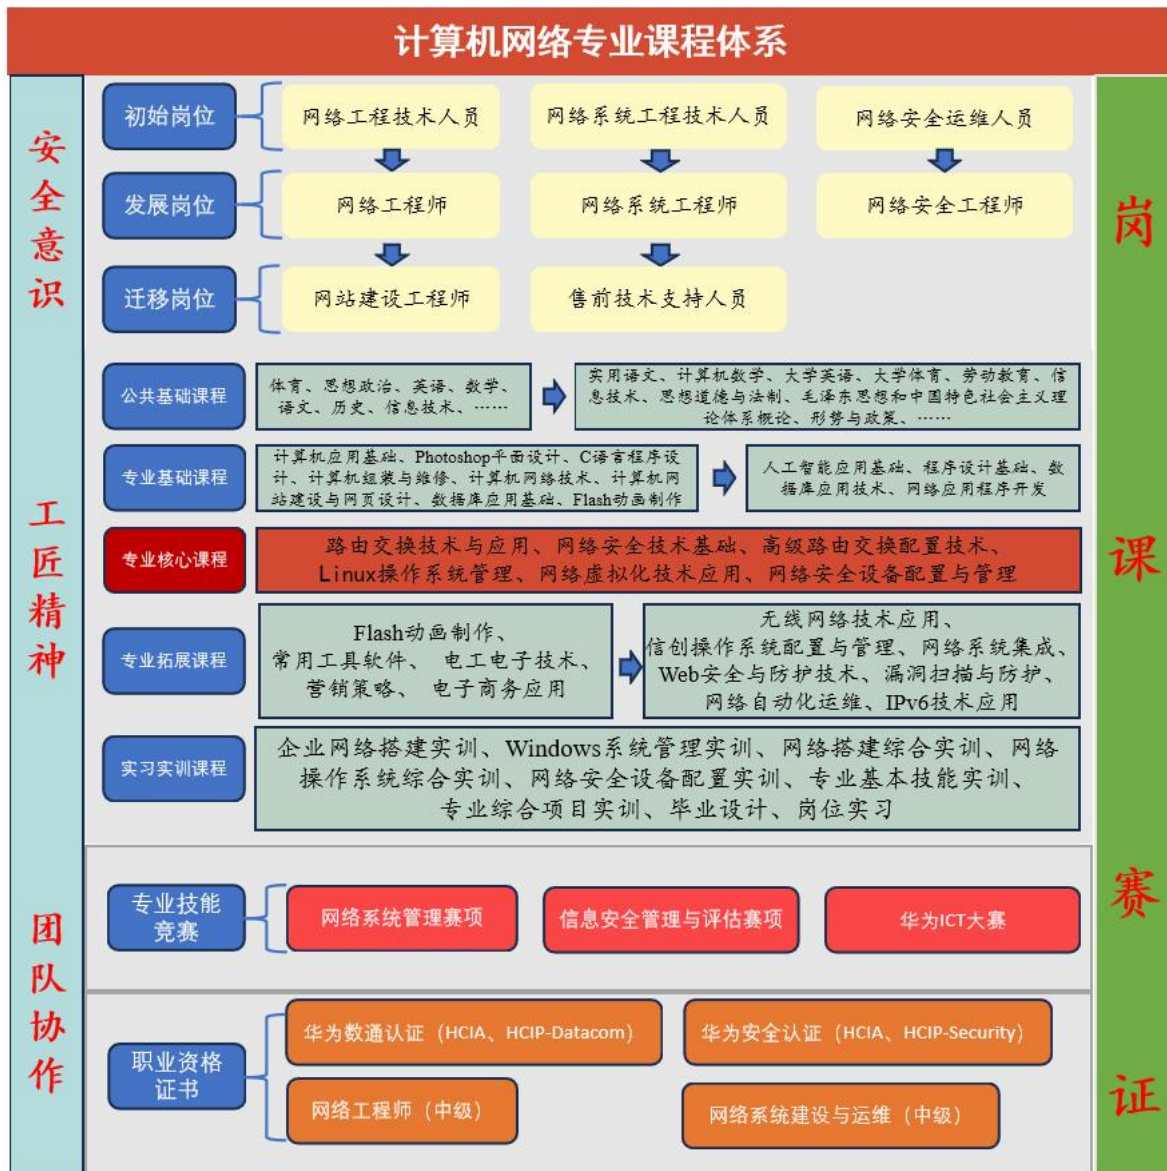 计算机网络专业课程体系
安全意识
工匠精神
团队协作
初始岗位
网络工程技术人员
网络系统工程技术人员
网络安全运维人员
发展岗位
网络工程师
网络系统工程师
网络安全工程师
迁移岗位
网站建设工程师
售前技术支持人员
公共基础课程
体育、思想政治、英语、数学、
语文、历史、信息技术、……
实用语文、计算机数学、大学英语、大学体育、劳动教育、信
息技术、思想道德与法制、毛泽东思想和中国特色社会主义理
论体系概论、形势与政策、……
专业基础课程
计算机应用基础、Photoshop平面设计、C语言程序设
计、计算机组装与维修、计算机网络技术、计算机网
站建设与网页设计、数据库应用基础、Flash动画制作
人工智能应用基础、程序设计基础、数
据库应用技术、网络应用程序开发
专业核心课程
路由交换技术与应用、网络安全技术基础、高级路由交换配置技术、
Linux操作系统管理、网络虚拟化技术应用、网络安全设备配置与管理
专业拓展课程
Flash动画制作、
常用工具软件、 电工电子技术、
营销策略、 电子商务应用
无线网络技术应用、
信创操作系统配置与管理、网络系统集成、
Web安全与防护技术、漏洞扫描与防护、
网络自动化运维、IPv6技术应用
实习实训课程
企业网络搭建实训、Windows系统管理实训、网络搭建综合实训、网络
操作系统综合实训、网络安全设备配置实训、专业基本技能实训、
专业综合项目实训、毕业设计、岗位实习
专业技能
竞赛
网络系统管理赛项
信息安全管理与评估赛项
华为ICT大赛
职业资格
证书
华为数通认证（HCIA、HCIP-Datacom）
华为安全认证（HCIA、HCIP-Security）
网络工程师（中级）
网络系统建设与运维（中级）
岗
课
赛
证